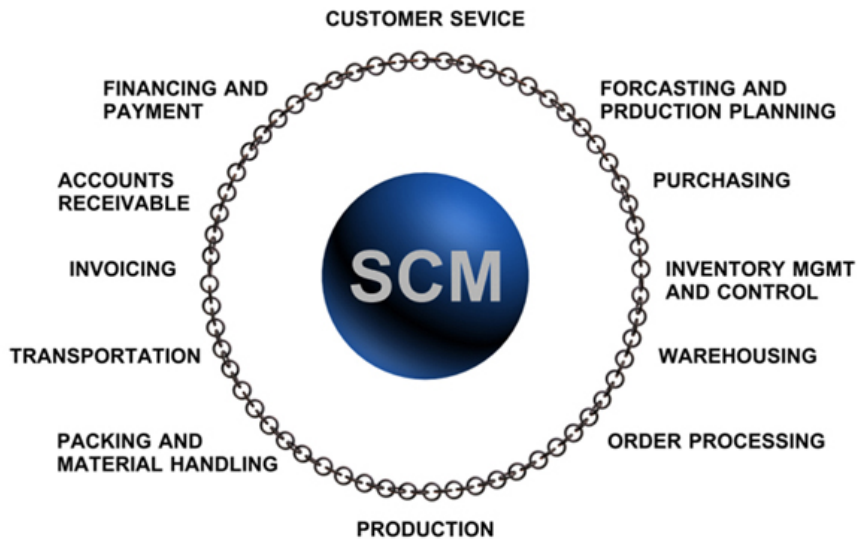 CUSTOMER SEVICE
FORCASTING AND
PRDUCTION PLANNING
PURCHASING
INVENTORY MGMT
AND CONTROL
WAREHOUSING
ORDER PROCESSING
PRODUCTION
PACKING AND
MATERIAL HANDLING
TRANSPORTATION
INVOICING
ACCOUNTS
RECEIVABLE
FINANCING AND
PAYMENT
SCM